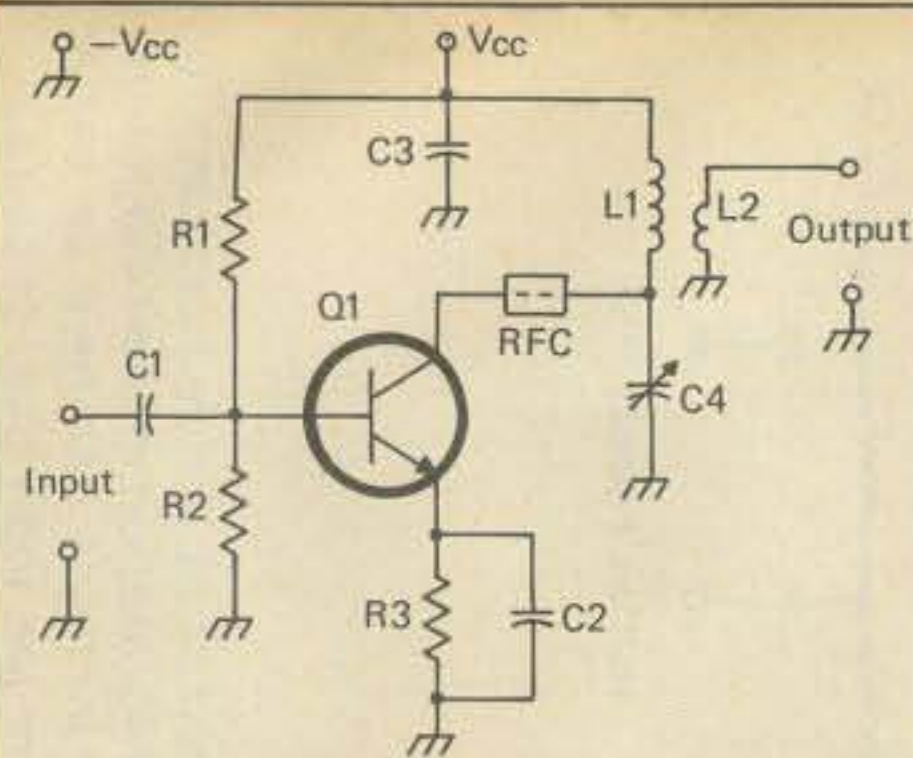 −Vcc
Vcc
C3
R1
L1
L2
Output
Q1
RFC
C1
C4
Input
R2
R3
C2